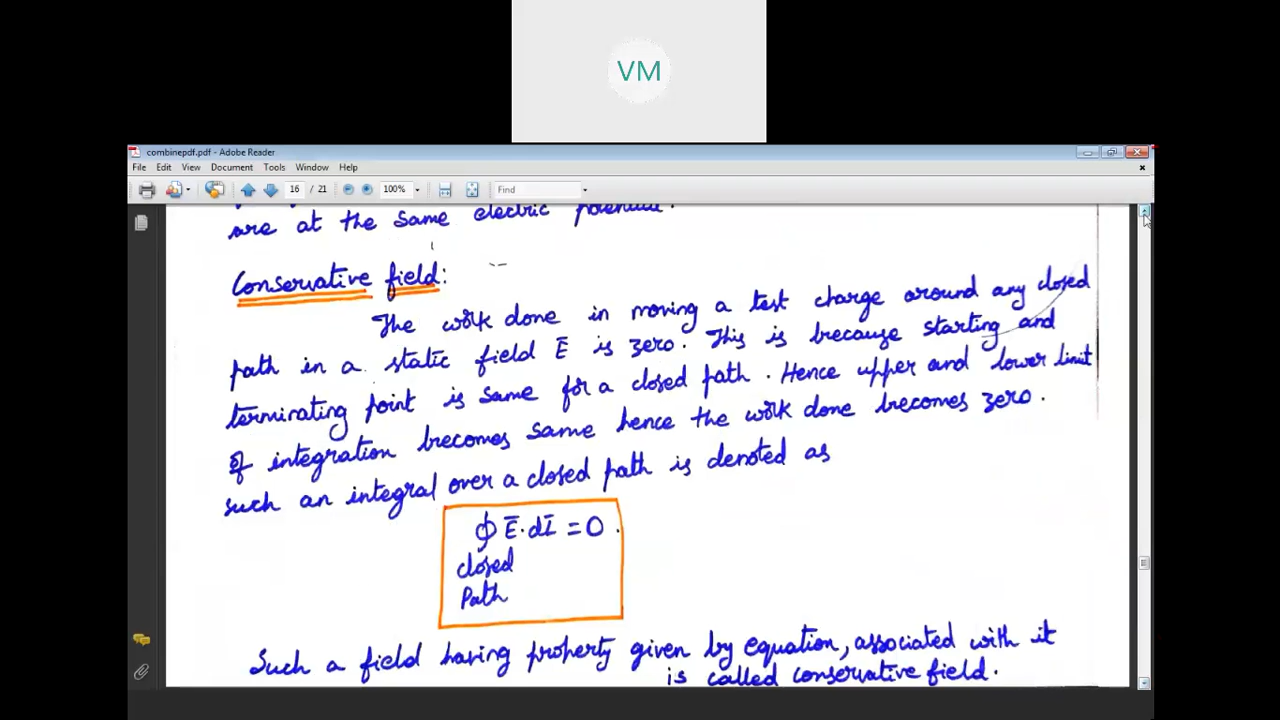 VM
combinepdf.pdf - Adobe Reader
File Edit View Document Tools Window Help
16 / 21 100% Find
are at the same electric potential.
Conservative field:
The work done in moving a test charge around any closed
path in a static field E̅ is zero. This is because starting and
terminating point is same for a closed path. Hence upper and lower limit
of integration becomes same hence the work done becomes zero.
such an integral over a closed path is denoted as
∮ E̅. dl̅ = 0.
closed
Path
Such a field having property given by equation, associated with it
is called conservative field.